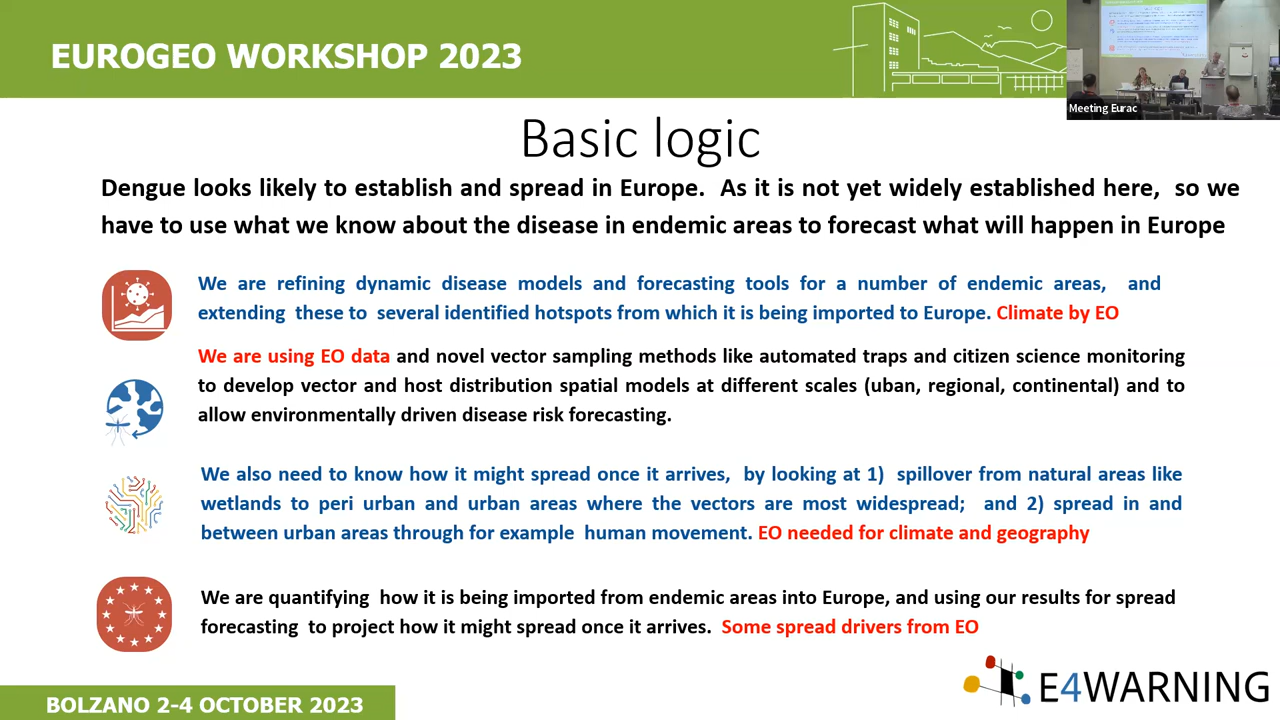 EUROGEO WORKSHOP 2023
Meeting Eurac
Basic logic
Dengue looks likely to establish and spread in Europe. As it is not yet widely established here, so we
have to use what we know about the disease in endemic areas to forecast what will happen in Europe
We are refining dynamic disease models and forecasting tools for a number of endemic areas, and
extending these to several identified hotspots from which it is being imported to Europe. Climate by EO
We are using EO data and novel vector sampling methods like automated traps and citizen science monitoring
to develop vector and host distribution spatial models at different scales (uban, regional, continental) and to
allow environmentally driven disease risk forecasting.
We also need to know how it might spread once it arrives, by looking at 1) spillover from natural areas like
wetlands to peri urban and urban areas where the vectors are most widespread; and 2) spread in and
between urban areas through for example human movement. EO needed for climate and geography
We are quantifying how it is being imported from endemic areas into Europe, and using our results for spread
forecasting to project how it might spread once it arrives. Some spread drivers from EO
BOLZANO 2-4 OCTOBER 2023
E4WARNING